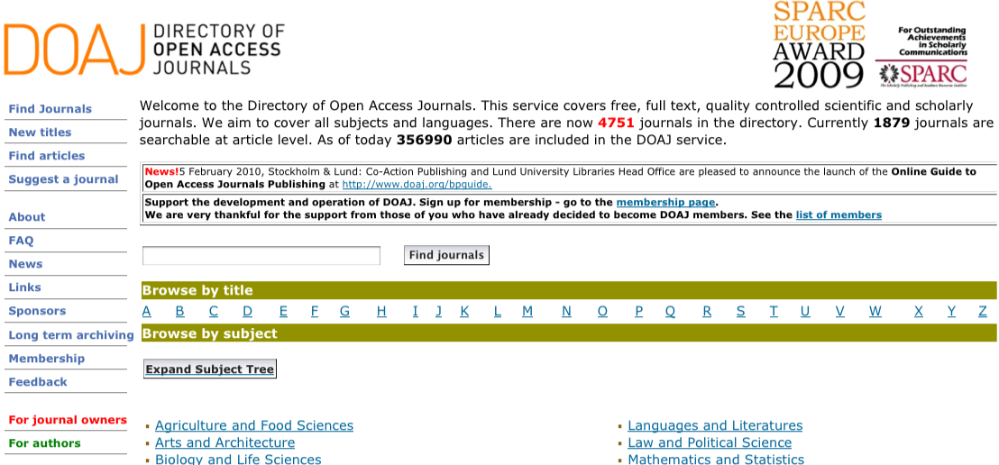 DOAJ DIRECTORY OF
OPEN ACCESS
JOURNALS
SPARC
EUROPE
AWARD
2009
For Outstanding
Achievements
in Scholarly
Communications
SPARC
The Scholarly Publishing and Academic Resources Coalition
Find Journals
New titles
Find articles
Suggest a journal
About
FAQ
News
Links
Sponsors
Long term archiving
Membership
Feedback
For journal owners
For authors
Welcome to the Directory of Open Access Journals. This service covers free, full text, quality controlled scientific and scholarly
journals. We aim to cover all subjects and languages. There are now 4751 journals in the directory. Currently 1879 journals are
searchable at article level. As of today 356990 articles are included in the DOAJ service.
News!5 February 2010, Stockholm & Lund: Co-Action Publishing and Lund University Libraries Head Office are pleased to announce the launch of the Online Guide to
Open Access Journals Publishing at http://www.doaj.org/bpguide.
Support the development and operation of DOAJ. Sign up for membership - go to the membership page.
We are very thankful for the support from those of you who have already decided to become DOAJ members. See the list of members
Find journals
Browse by title
A B C D E F G H I J K L M N O P Q R S T U V W X Y Z
Browse by subject
Expand Subject Tree
Agriculture and Food Sciences
Arts and Architecture
Biology and Life Sciences
Languages and Literatures
Law and Political Science
Mathematics and Statistics